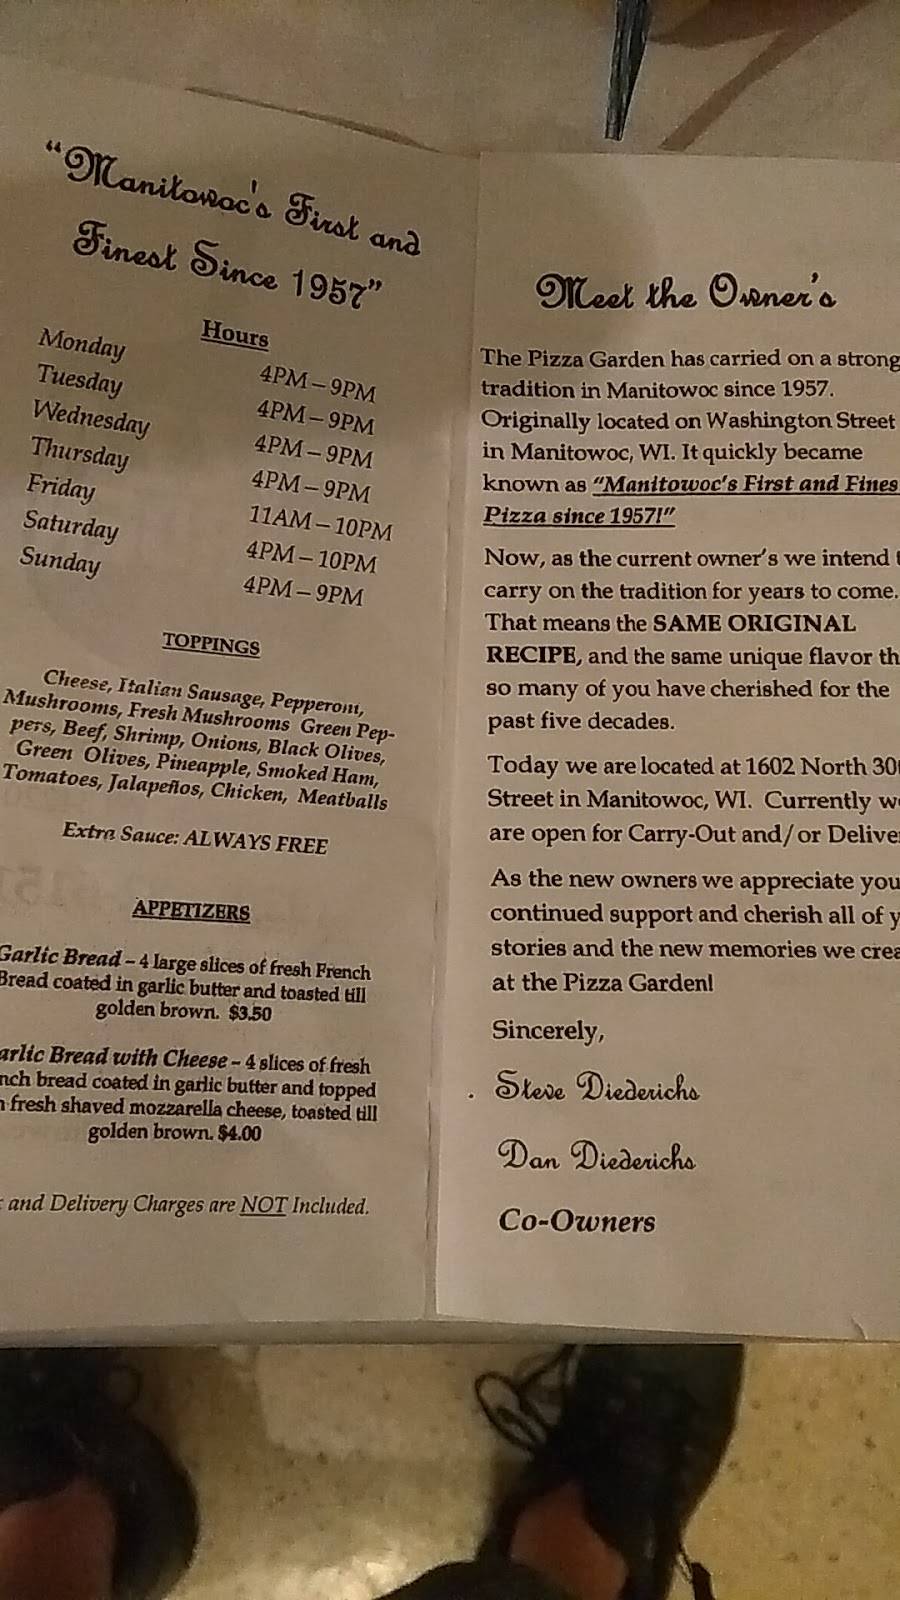 "Manitowoc's First and
Finest Since 1957"
Hours
Monday 4PM – 9PM
Tuesday 4PM – 9PM
Wednesday 4PM – 9PM
Thursday 4PM – 9PM
Friday 11AM – 10PM
Saturday 4PM – 10PM
Sunday 4PM – 9PM
TOPPINGS
Cheese, Italian Sausage, Pepperoni,
Mushrooms, Fresh Mushrooms Green Pep-
pers, Beef, Shrimp, Onions, Black Olives,
Green Olives, Pineapple, Smoked Ham,
Tomatoes, Jalapeños, Chicken, Meatballs
Extra Sauce: ALWAYS FREE
APPETIZERS
Garlic Bread – 4 large slices of fresh French
Bread coated in garlic butter and toasted till
golden brown. $3.50
arlic Bread with Cheese – 4 slices of fresh
nch bread coated in garlic butter and topped
fresh shaved mozzarella cheese, toasted till
golden brown. $4.00
and Delivery Charges are NOT Included.
Meet the Owner's
The Pizza Garden has carried on a strong
tradition in Manitowoc since 1957.
Originally located on Washington Street
in Manitowoc, WI. It quickly became
known as "Manitowoc's First and Fines
Pizza since 1957!"
Now, as the current owner's we intend t
carry on the tradition for years to come.
That means the SAME ORIGINAL
RECIPE, and the same unique flavor th
so many of you have cherished for the
past five decades.
Today we are located at 1602 North 30t
Street in Manitowoc, WI. Currently we
are open for Carry-Out and/or Delive
As the new owners we appreciate you
continued support and cherish all of y
stories and the new memories we crea
at the Pizza Garden!
Sincerely,
Steve Diederichs
Dan Diederichs
Co-Owners